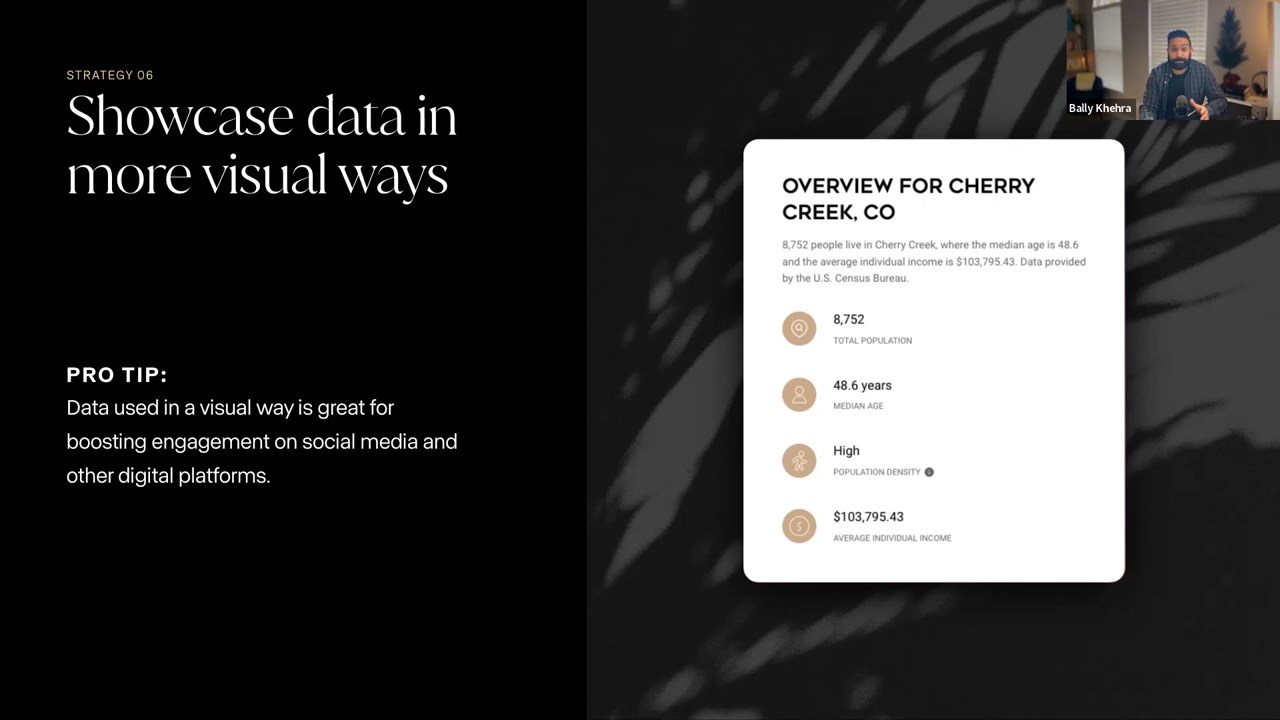 STRATEGY 06
Showcase data in
more visual ways
PRO TIP:
Data used in a visual way is great for
boosting engagement on social media and
other digital platforms.
Bally Khehra
OVERVIEW FOR CHERRY
CREEK, CO
8,752 people live in Cherry Creek, where the median age is 48.6
and the average individual income is $103,795.43. Data provided
by the U.S. Census Bureau.
8,752
TOTAL POPULATION
48.6 years
MEDIAN AGE
High
POPULATION DENSITY
$103,795.43
AVERAGE INDIVIDUAL INCOME